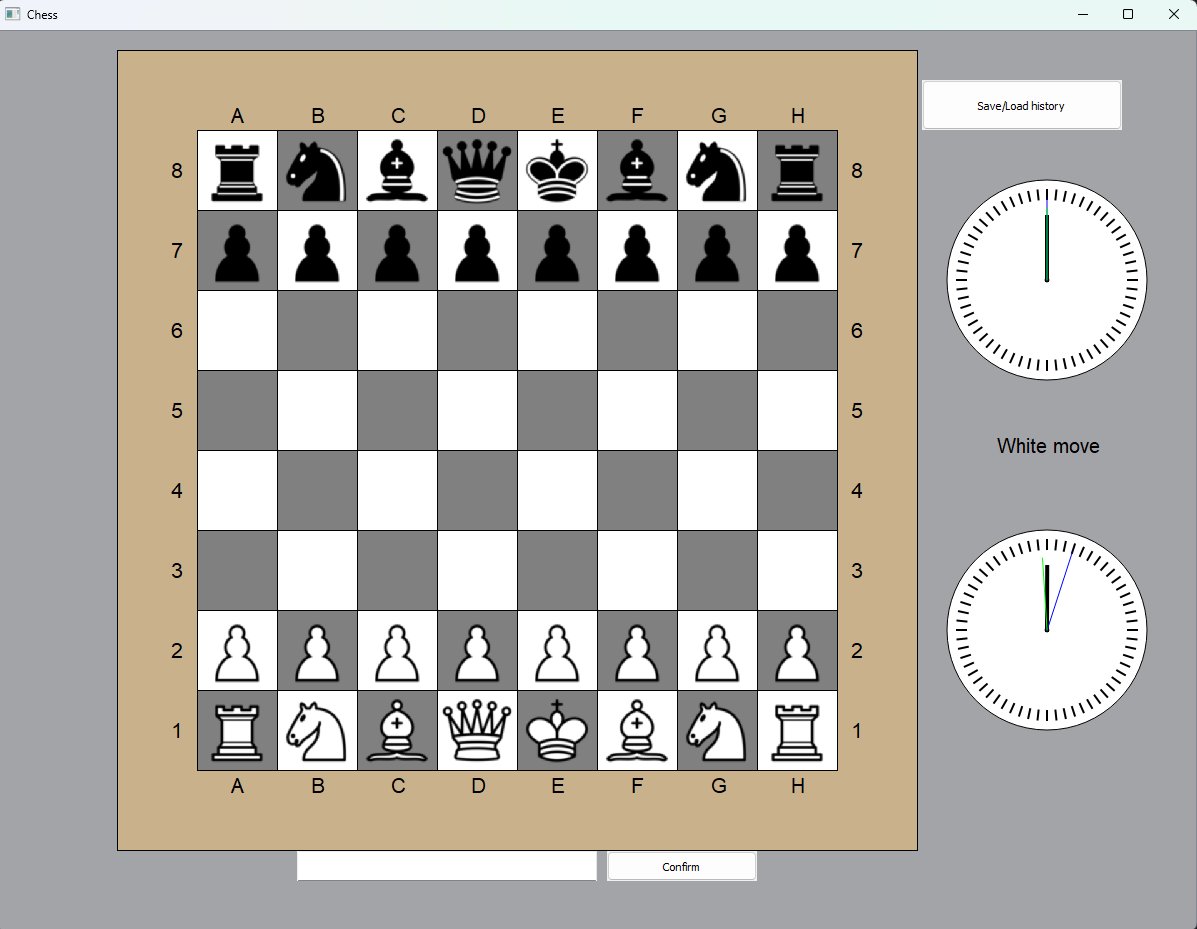 Chess
Save/Load history
A B C D E F G H
8 8
7 7
6 6
5 5
White move
4 4
3 3
2 2
1 1
A B C D E F G H
Confirm